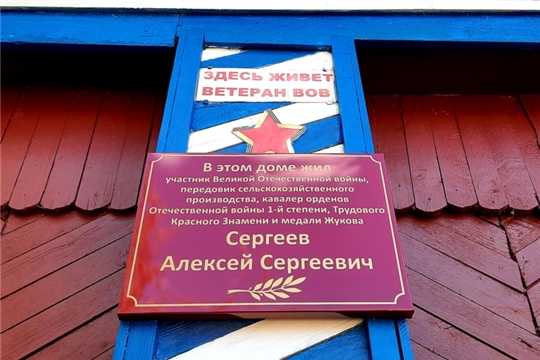 ЗДЕСЬ ЖИВЕТ
ВЕТЕРАН ВОВ
В этом доме жил
участник Великой Отечественной войны,
передовик сельскохозяйственного
производства, кавалер орденов
Отечественной войны 1-й степени, Трудового
Красного Знамени и медали Жукова
Сергеев
Алексей Сергеевич